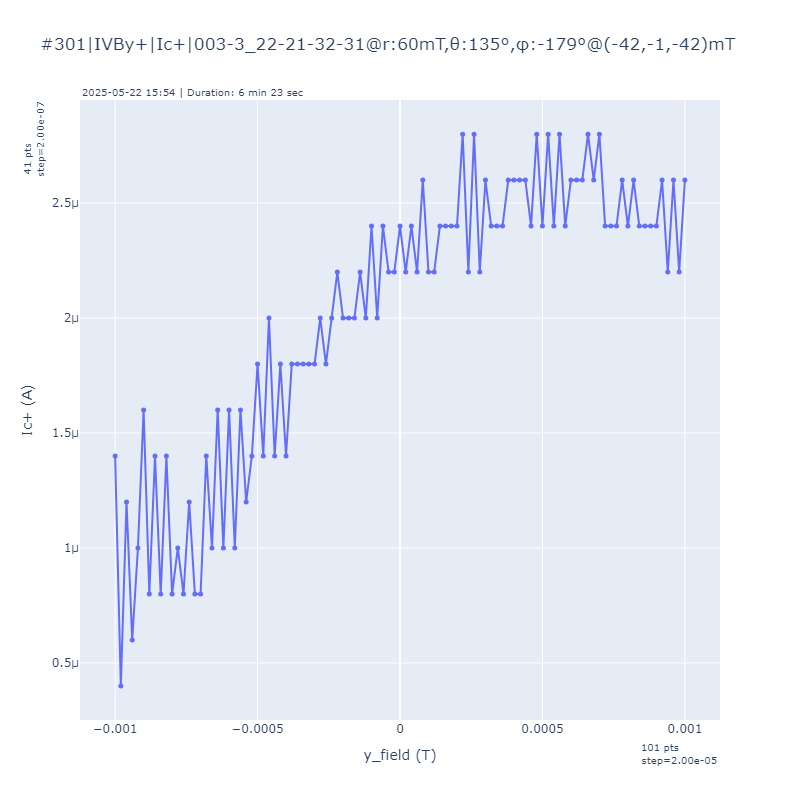 #301|IVBy+|Ic+|003-3_22-21-32-31@r:60mT,θ:135°,φ:-179°@(-42,-1,-42)mT
2025-05-22 15:54 | Duration: 6 min 23 sec
41 pts
step=2.00e-07
2.5μ
2μ
1.5μ
1μ
0.5μ
Ic+ (A)
−0.001
−0.0005
0
0.0005
0.001
y_field (T)
101 pts
step=2.00e-05